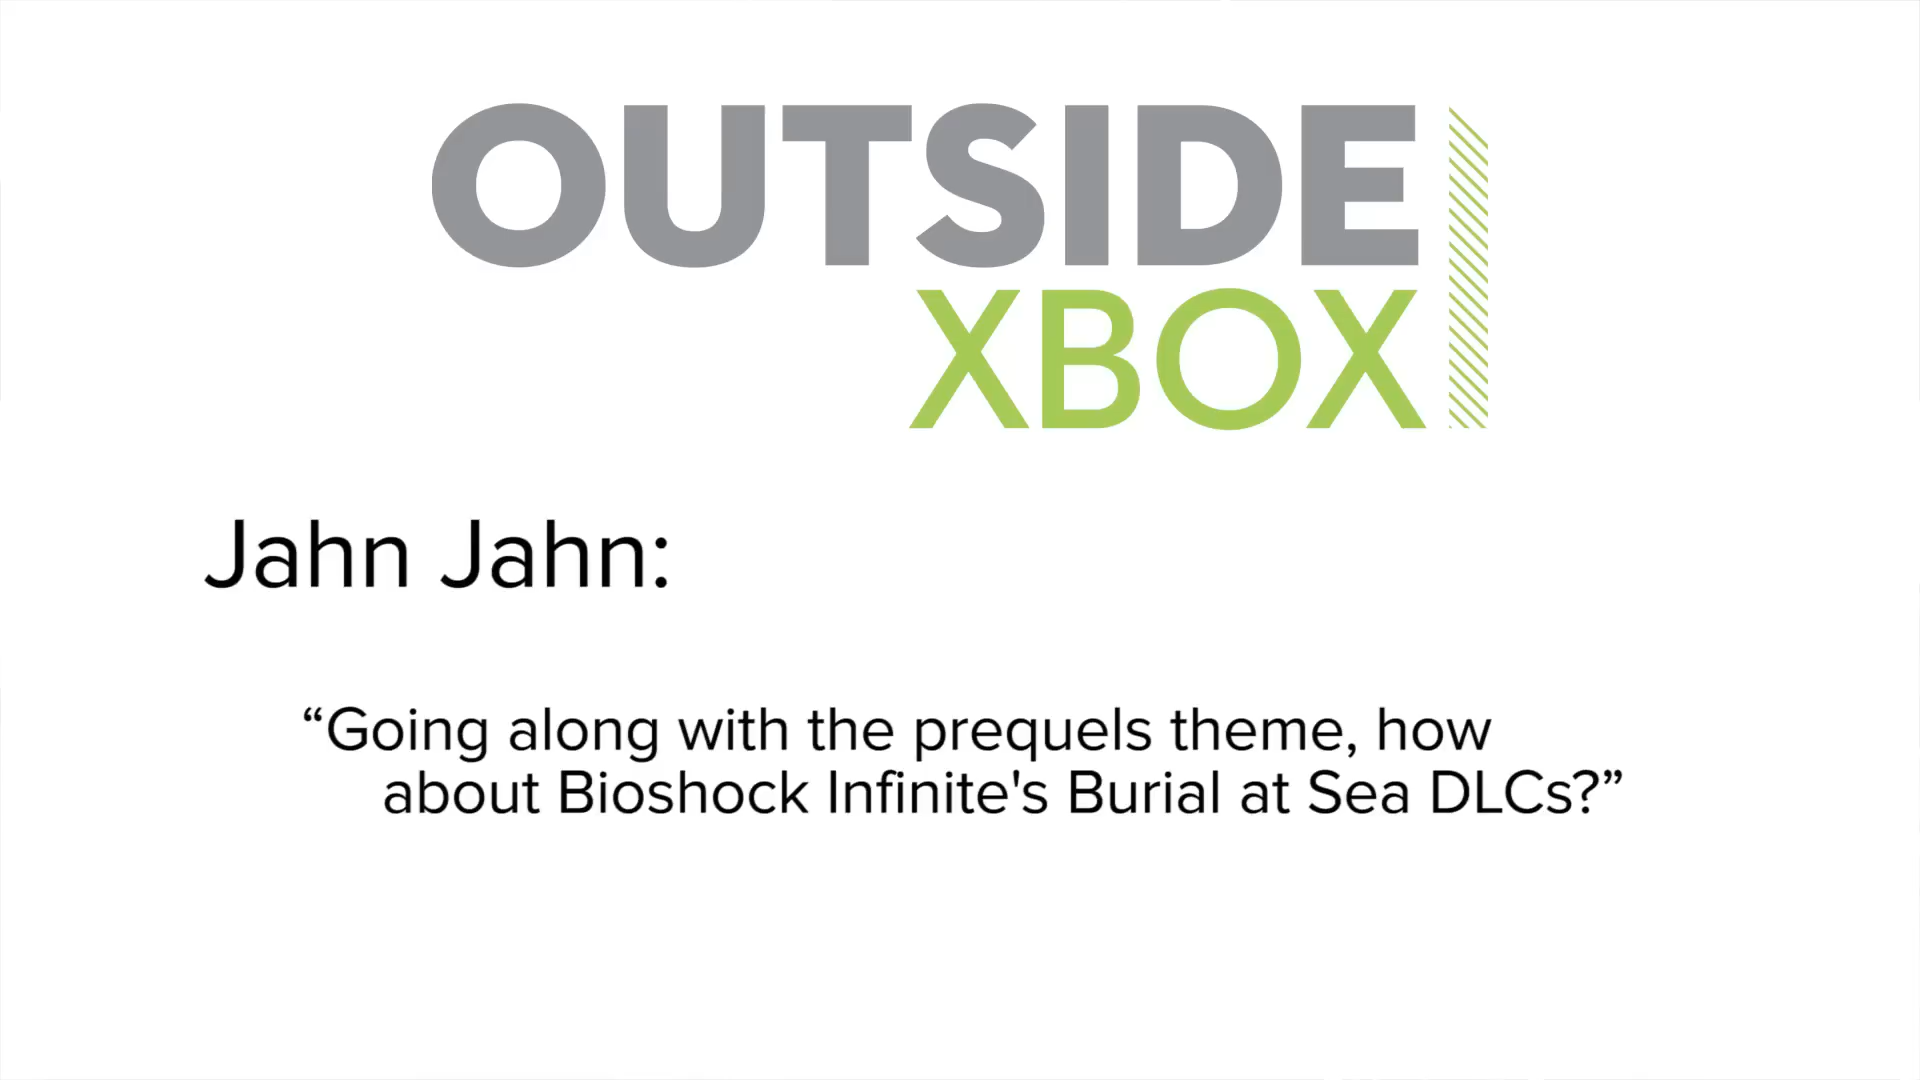 OUTSIDE
XBOX
Jahn Jahn:
“Going along with the prequels theme, how
about Bioshock Infinite's Burial at Sea DLCs?”